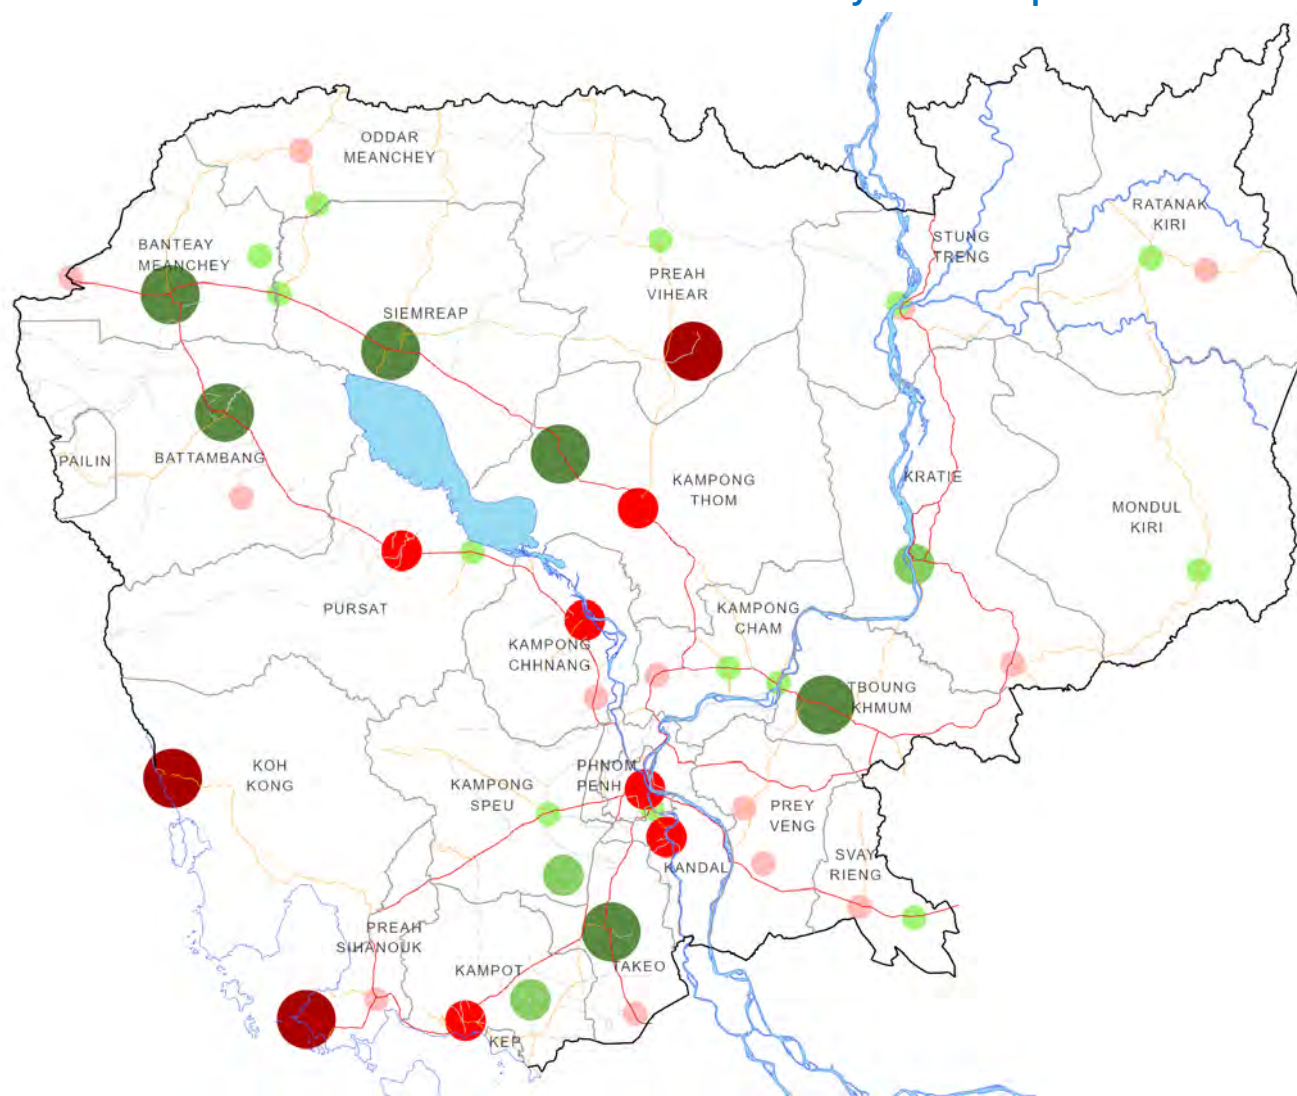 ODDAR
MEANCHEY
RATANAK
KIRI
STUNG
TRENG
BANTEAY
MEANCHEY
PREAH
VIHEAR
SIEMREAP
PAILIN
BATTAMBANG
KAMPONG
THOM
KRATIE
MONDUL
KIRI
PURSAT
KAMPONG
CHAM
KAMPONG
CHHNANG
TBOUNG
KHMUM
KOH
KONG
PHNOM
PENH
KAMPONG
SPEU
PREY
VENG
SVAY
RIENG
KANDAL
PREAH
SIHANOUK
KAMPOT
TAKEO
KEP